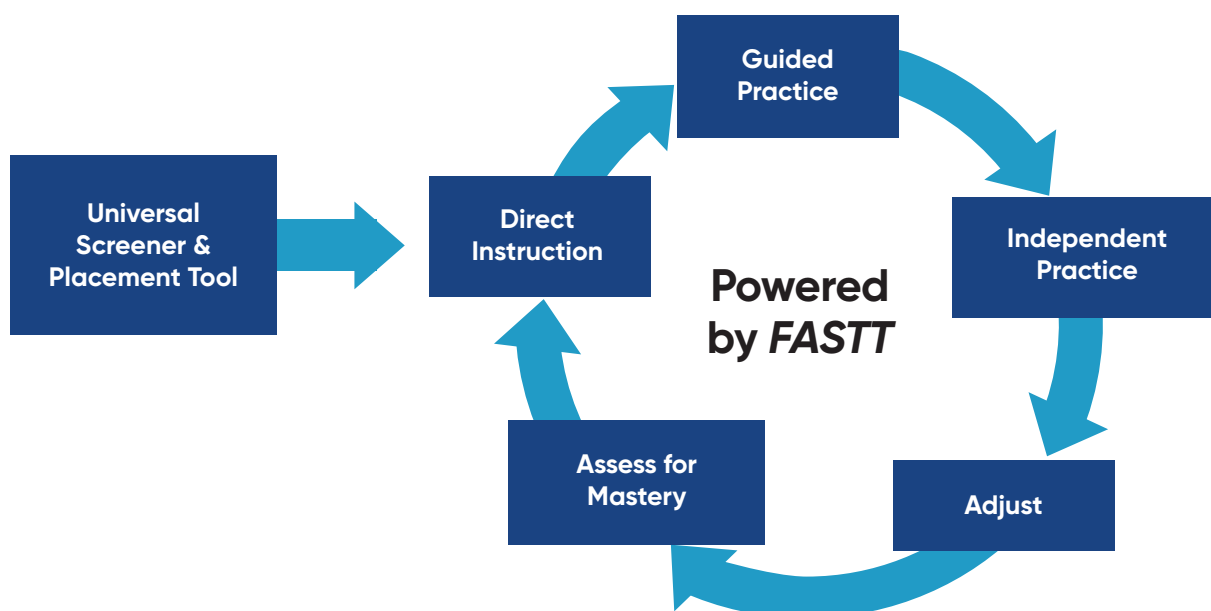 Universal
Screener &
Placement Tool
Direct
Instruction
Guided
Practice
Independent
Practice
Adjust
Assess for
Mastery
Powered
by FASTT